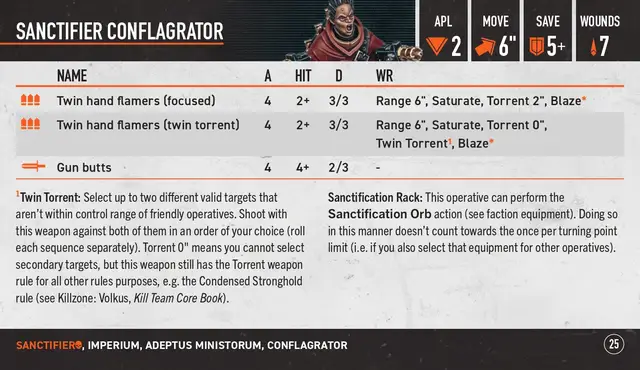 SANCTIFIER CONFLAGRATOR
APL
2
MOVE
6"
SAVE
5+
WOUNDS
7
NAME A HIT D WR
Twin hand flamers (focused) 4 2+ 3/3 Range 6", Saturate, Torrent 2", Blaze*
Twin hand flamers (twin torrent) 4 2+ 3/3 Range 6", Saturate, Torrent 0",
Twin Torrent¹, Blaze*
Gun butts 4 4+ 2/3 -
¹Twin Torrent: Select up to two different valid targets that
aren't within control range of friendly operatives. Shoot with
this weapon against both of them in an order of your choice (roll
each sequence separately). Torrent 0" means you cannot select
secondary targets, but this weapon still has the Torrent weapon
rule for all other rules purposes, e.g. the Condensed Stronghold
rule (see Killzone: Volkus, Kill Team Core Book).
Sanctification Rack: This operative can perform the
Sanctification Orb action (see faction equipment). Doing so
in this manner doesn't count towards the once per turning point
limit (i.e. if you also select that equipment for other operatives).
SANCTIFIER, IMPERIUM, ADEPTUS MINISTORUM, CONFLAGRATOR
25